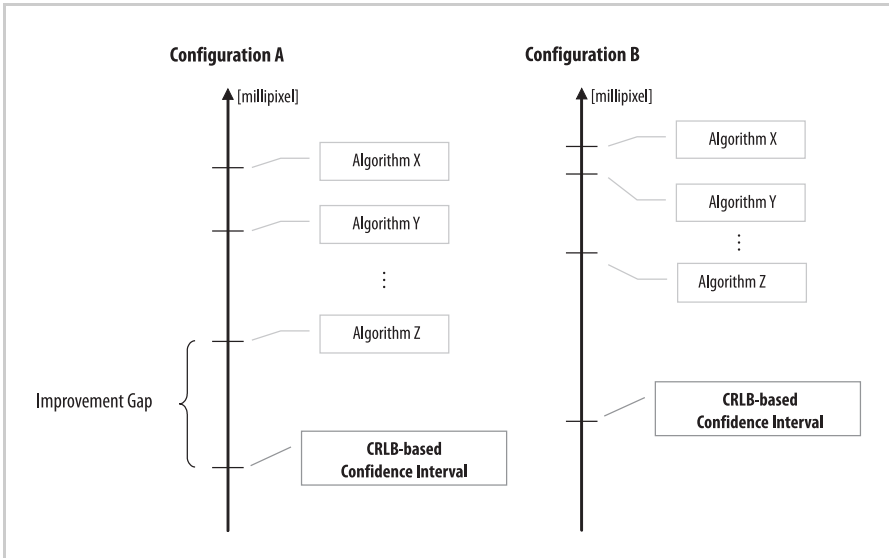 Configuration A
[millipixel]
Algorithm X
Algorithm Y
⋮
Algorithm Z
Improvement Gap
CRLB-based
Confidence Interval
Configuration B
[millipixel]
Algorithm X
Algorithm Y
⋮
Algorithm Z
CRLB-based
Confidence Interval